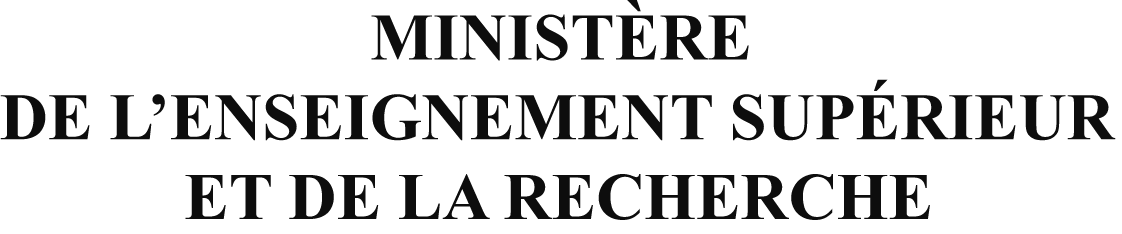 MINISTÈRE
DE L’ENSEIGNEMENT SUPÉRIEUR
ET DE LA RECHERCHE